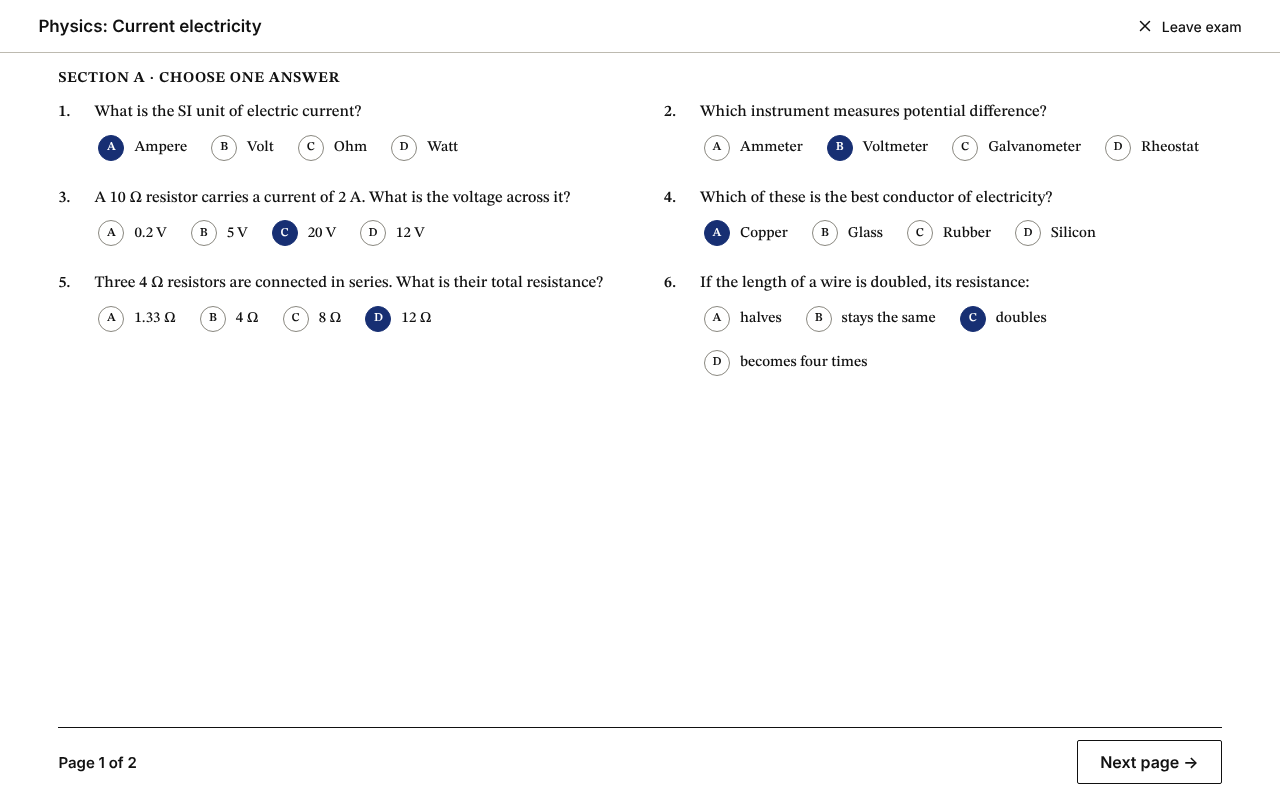 Physics: Current electricity
Leave exam
SECTION A · CHOOSE ONE ANSWER
1. What is the SI unit of electric current?
A Ampere B Volt C Ohm D Watt
2. Which instrument measures potential difference?
A Ammeter B Voltmeter C Galvanometer D Rheostat
3. A 10 Ω resistor carries a current of 2 A. What is the voltage across it?
A 0.2 V B 5 V C 20 V D 12 V
4. Which of these is the best conductor of electricity?
A Copper B Glass C Rubber D Silicon
5. Three 4 Ω resistors are connected in series. What is their total resistance?
A 1.33 Ω B 4 Ω C 8 Ω D 12 Ω
6. If the length of a wire is doubled, its resistance:
A halves B stays the same C doubles
D becomes four times
Page 1 of 2
Next page →